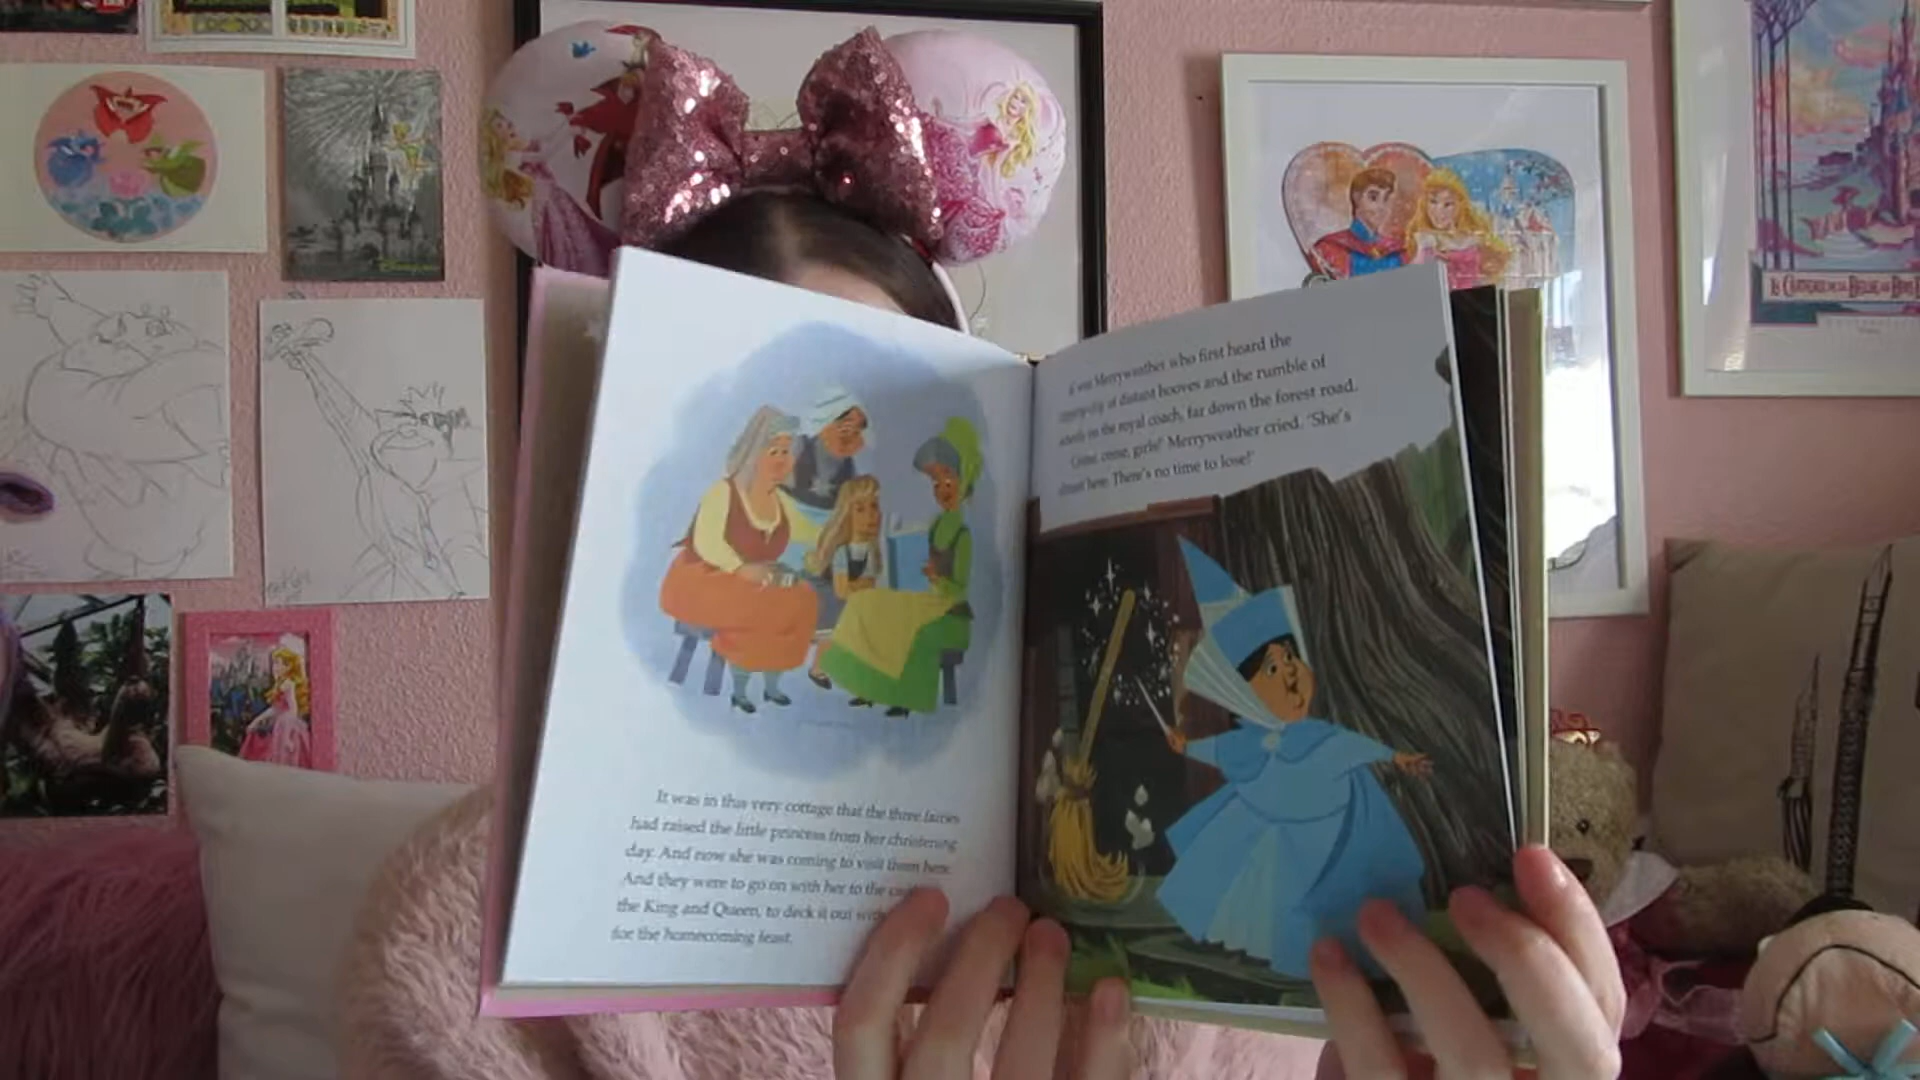 It was in this very cottage that the three fairies
had raised the little princess from her christening
day. And now she was coming to visit them here.
And they were to go on with her to the
the King and Queen, to deck it out with
for the homecoming feast.
was Merryweather who first heard the
of distant hooves and the rumble of
wheels on the royal coach, far down the forest road.
'Come, come, girls!' Merryweather cried. 'She's
almost here. There's no time to lose!'